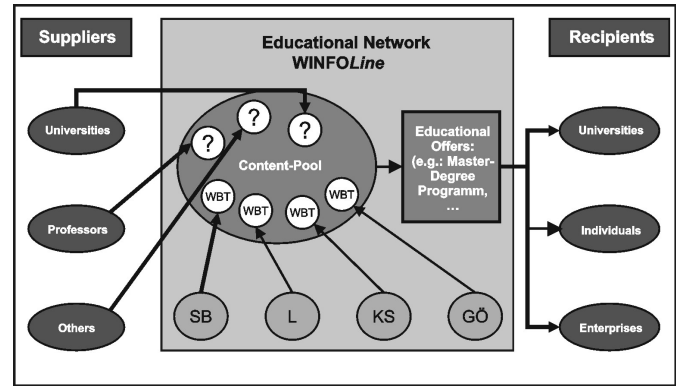 Suppliers
Educational Network
WINFOLine
Recipients
Universities
Professors
Others
?
?
?
Content-Pool
WBT
WBT
WBT
WBT
SB
L
KS
GÖ
Educational
Offers:
(e.g.: Master-
Degree
Programm,
...
Universities
Individuals
Enterprises